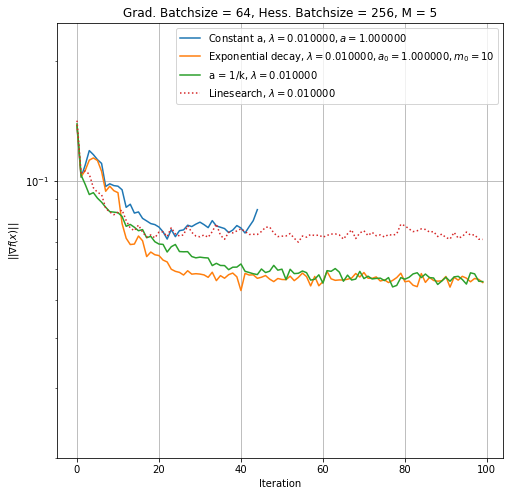 Grad. Batchsize = 64, Hess. Batchsize = 256, M = 5
Constant a, λ = 0.010000, a = 1.000000
Exponential decay, λ = 0.010000, a₀ = 1.000000, m₀ = 10
a = 1/k, λ = 0.010000
Linesearch, λ = 0.010000
10⁻¹
||∇f(x)||
0 20 40 60 80 100
Iteration